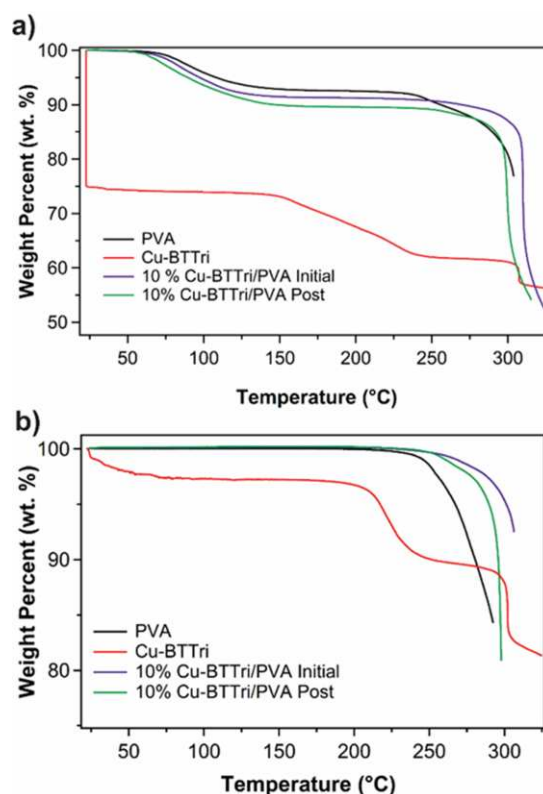 a)
Weight Percent (wt. %)
100
90
80
70
60
50
PVA
Cu-BTTri
10 % Cu-BTTri/PVA Initial
10% Cu-BTTri/PVA Post
50
100
150
200
250
300
Temperature (°C)
b)
Weight Percent (wt. %)
100
90
80
PVA
Cu-BTTri
10% Cu-BTTri/PVA Initial
10% Cu-BTTri/PVA Post
50
100
150
200
250
300
Temperature (°C)